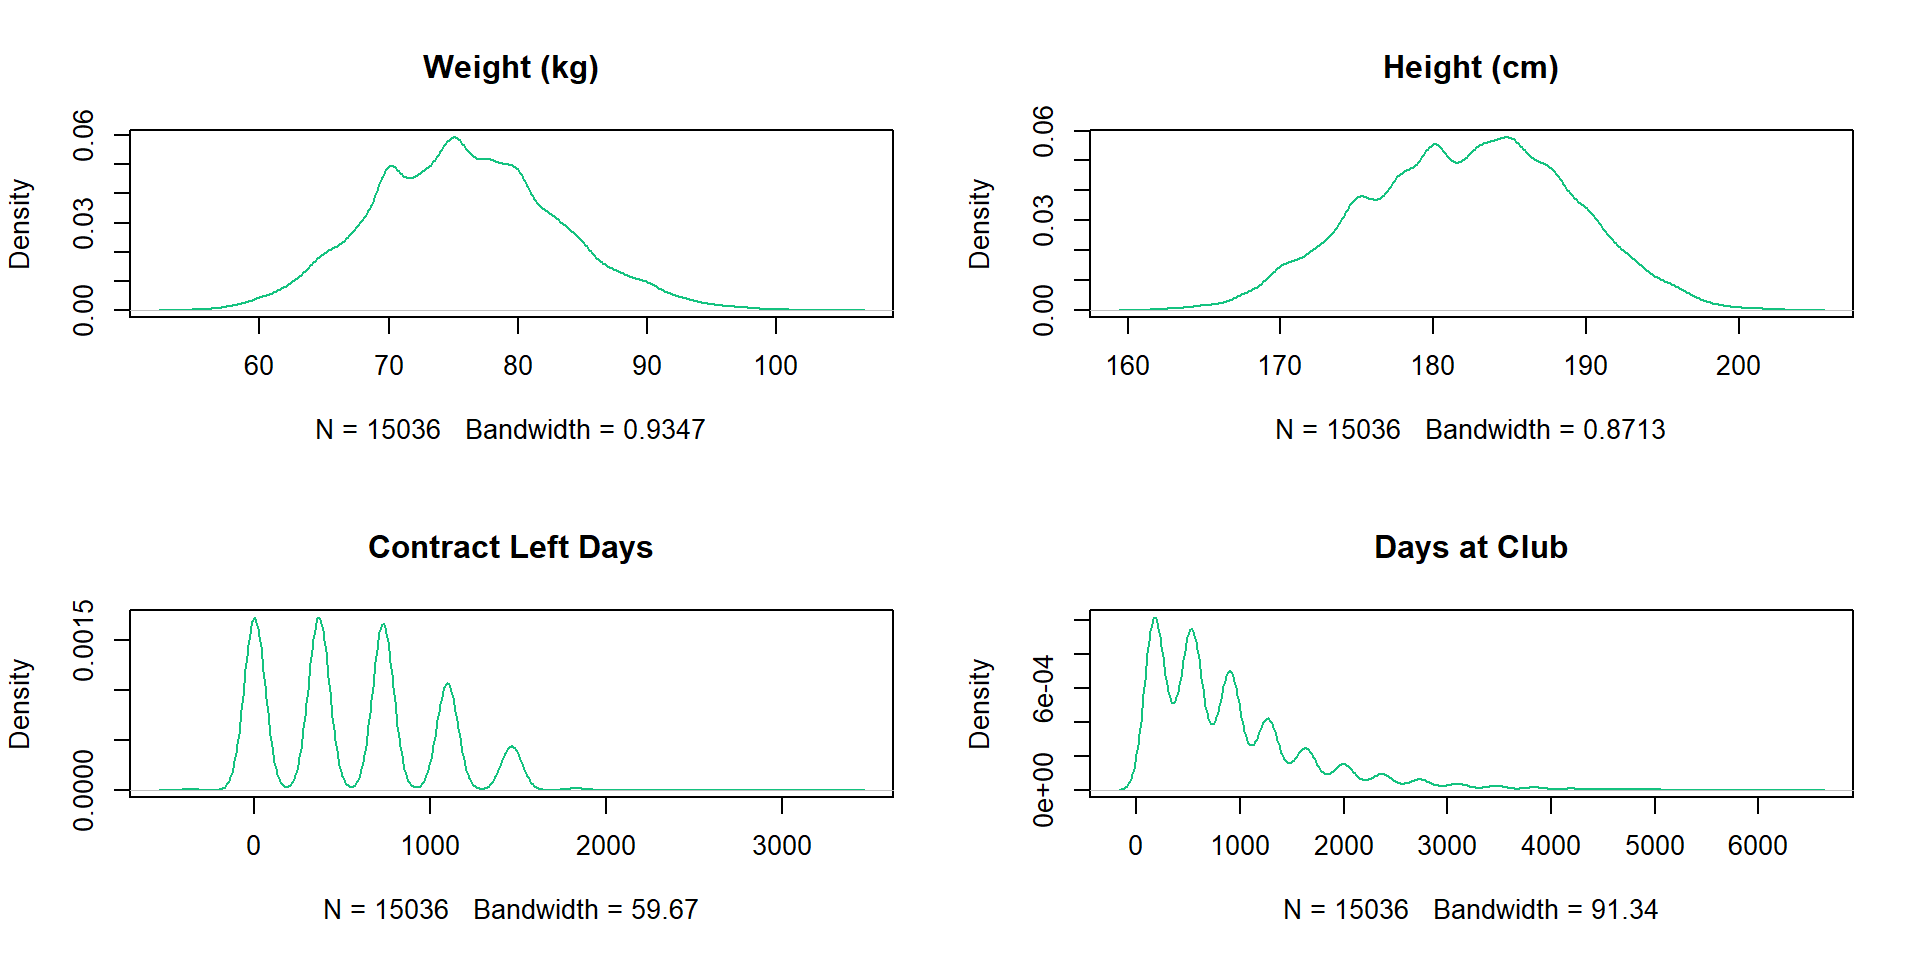 Weight (kg)
Density
0.00 0.03 0.06
60 70 80 90 100
N = 15036 Bandwidth = 0.9347
Height (cm)
Density
0.00 0.03 0.06
160 170 180 190 200
N = 15036 Bandwidth = 0.8713
Contract Left Days
Density
0.0000 0.0015
0 1000 2000 3000
N = 15036 Bandwidth = 59.67
Days at Club
Density
0e+00 6e-04
0 1000 2000 3000 4000 5000 6000
N = 15036 Bandwidth = 91.34